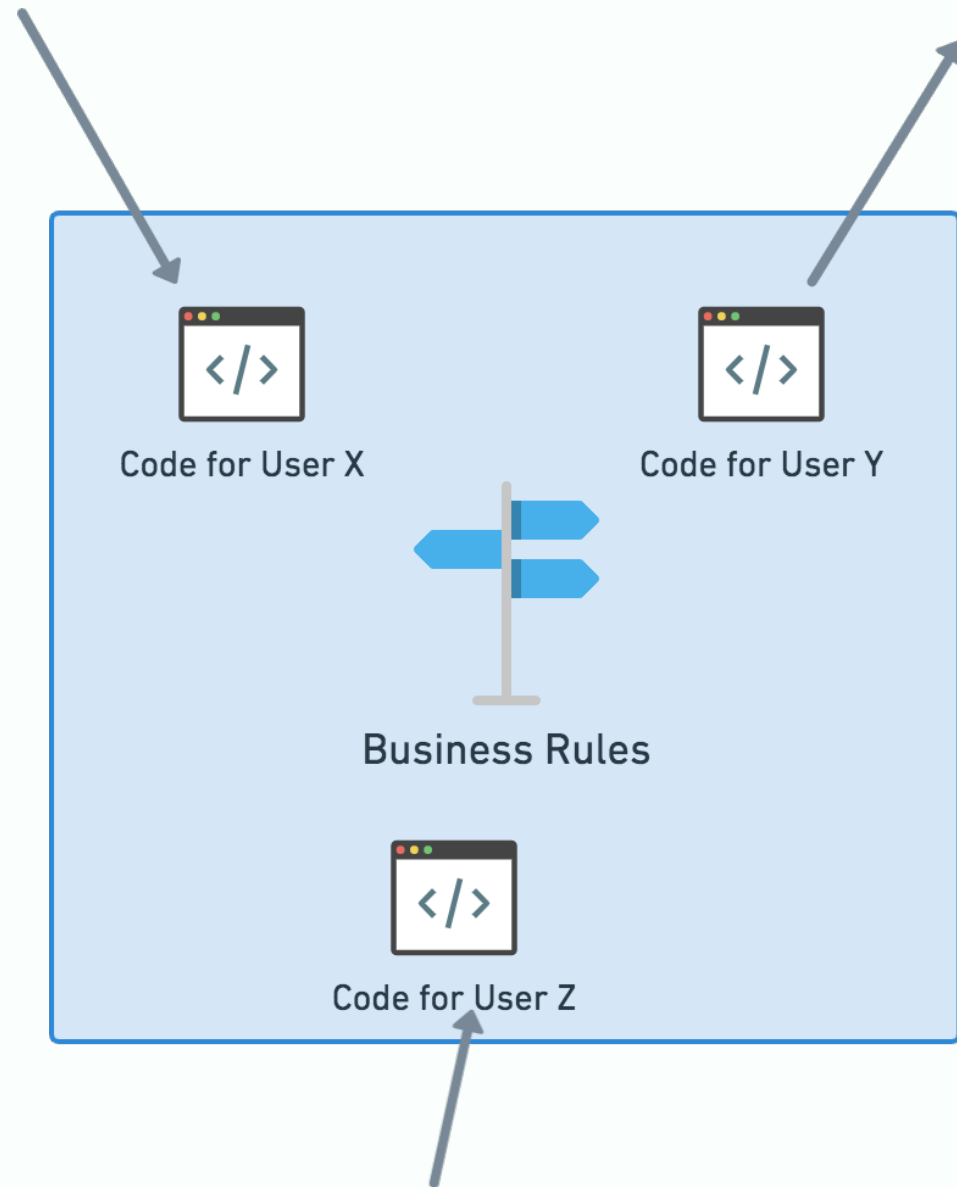 </>
</>
Code for User X
Code for User Y
Business Rules
</>
Code for User Z